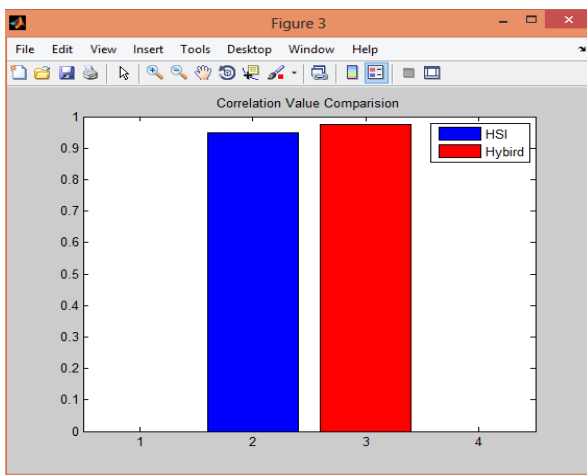 Figure 3
File Edit View Insert Tools Desktop Window Help
Correlation Value Comparision
HSI
Hybird
1
0.9
0.8
0.7
0.6
0.5
0.4
0.3
0.2
0.1
0
1 2 3 4